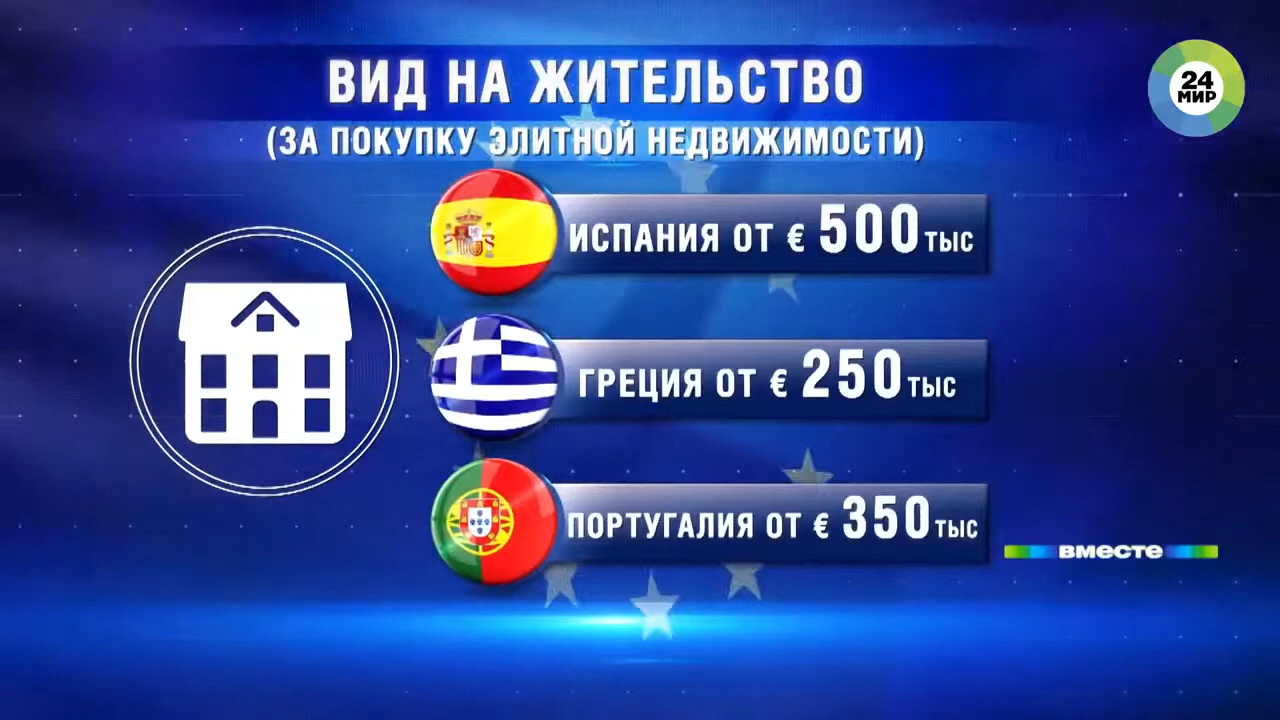 ВИД НА ЖИТЕЛЬСТВО
24
МИР
(ЗА ПОКУПКУ ЭЛИТНОЙ НЕДВИЖИМОСТИ)
ИСПАНИЯ ОТ € 500 ТЫС
ГРЕЦИЯ ОТ € 250 ТЫС
ПОРТУГАЛИЯ ОТ € 350 ТЫС
ВМЕСТЕ